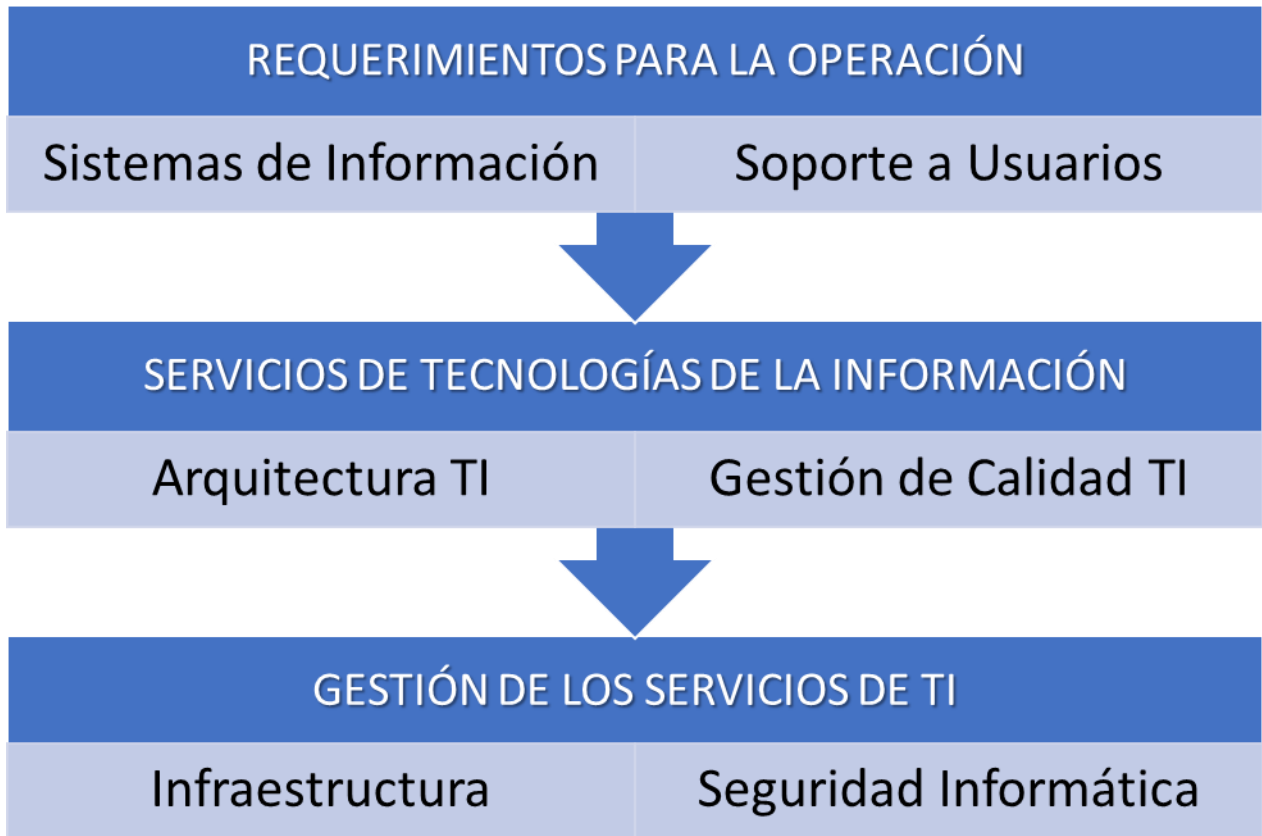 REQUERIMIENTOS PARA LA OPERACIÓN
Sistemas de Información
Soporte a Usuarios
SERVICIOS DE TECNOLOGÍAS DE LA INFORMACIÓN
Arquitectura TI
Gestión de Calidad TI
GESTIÓN DE LOS SERVICIOS DE TI
Infraestructura
Seguridad Informática